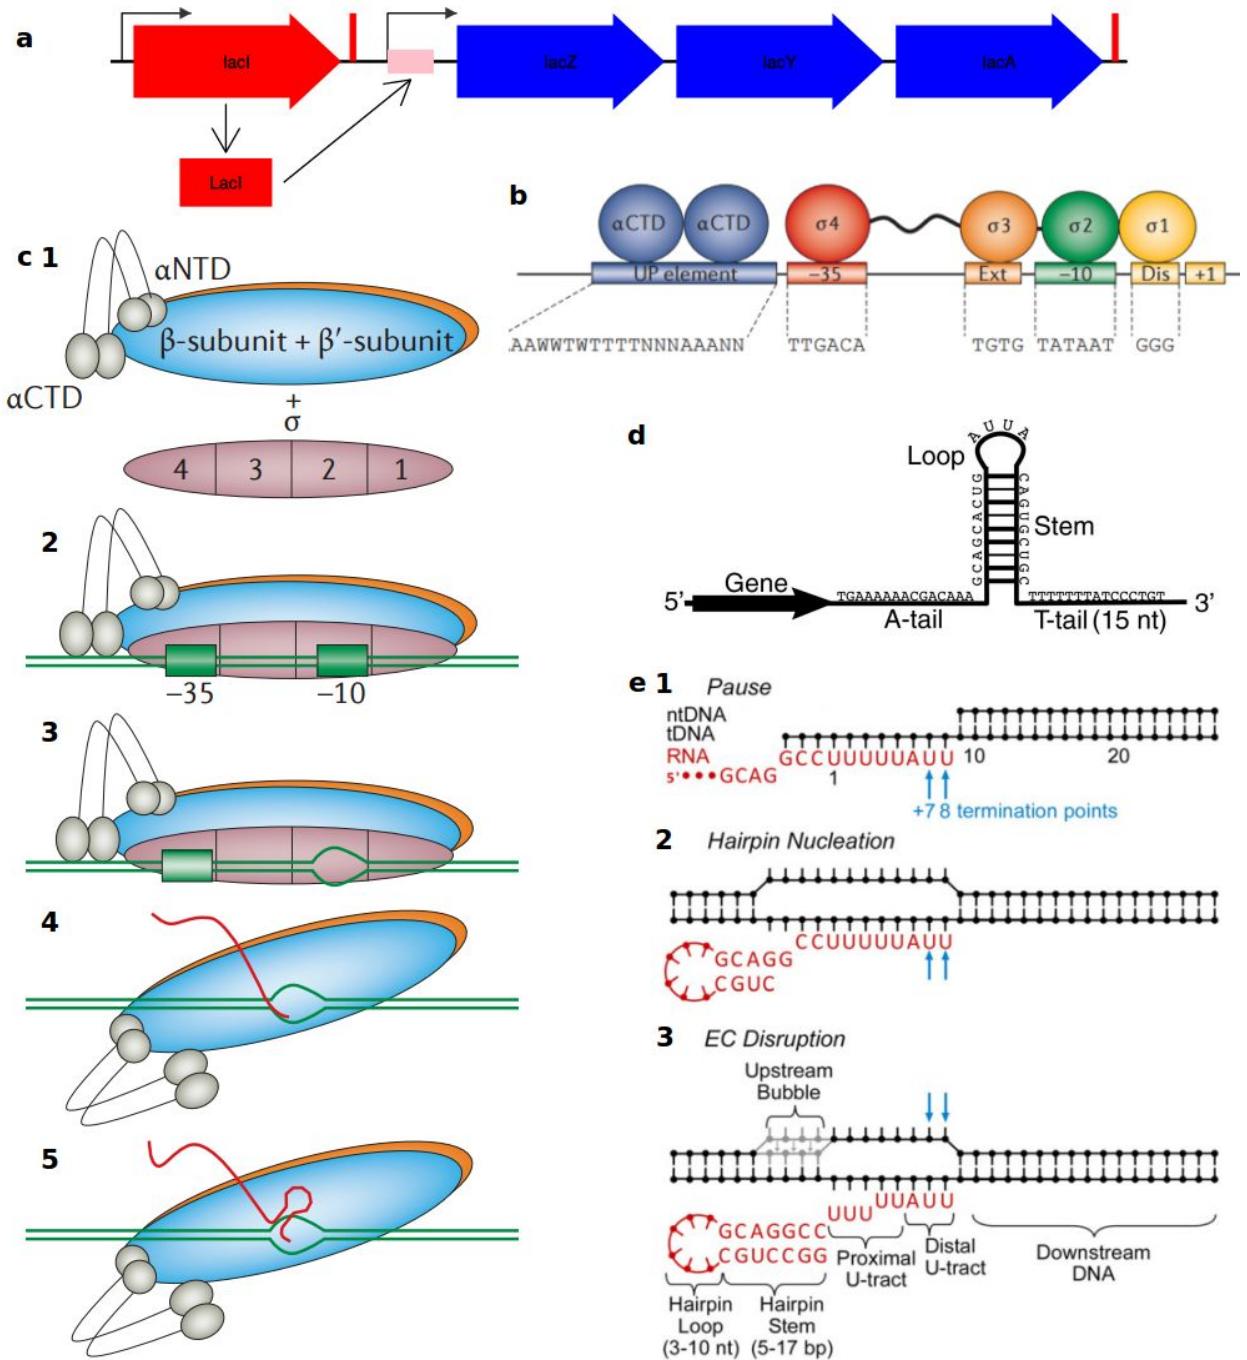 a
lacI
lacZ
lacY
lacA
LacI
b
αCTD αCTD σ4 σ3 σ2 σ1
UP element −35 Ext −10 Dis +1
AAWWTWTTTTNNNAAANN TTGACA TGTG TATAAT GGG
c 1
αNTD
β-subunit + β′-subunit
αCTD
+
σ
4 3 2 1
2
−35 −10
3
4
5
d
AUUA
Loop
GCAGCACUG
CAGUGCUGC
Stem
Gene
5’
TGAAAAAACGACAAA
TTTTTTTATCCCTGT
3’
A-tail
T-tail (15 nt)
e 1 Pause
ntDNA
tDNA
RNA
GCCUUUUUAUU
10
20
5'•••GCAG
1
+7 8 termination points
2 Hairpin Nucleation
CCUUUUUAUU
GCAGG
CGUC
3 EC Disruption
Upstream
Bubble
UUAUU
UUU
GCAGGCC
CGUCCGG
Proximal
U-tract
Distal
U-tract
Downstream
DNA
Hairpin
Loop
(3-10 nt)
Hairpin
Stem
(5-17 bp)